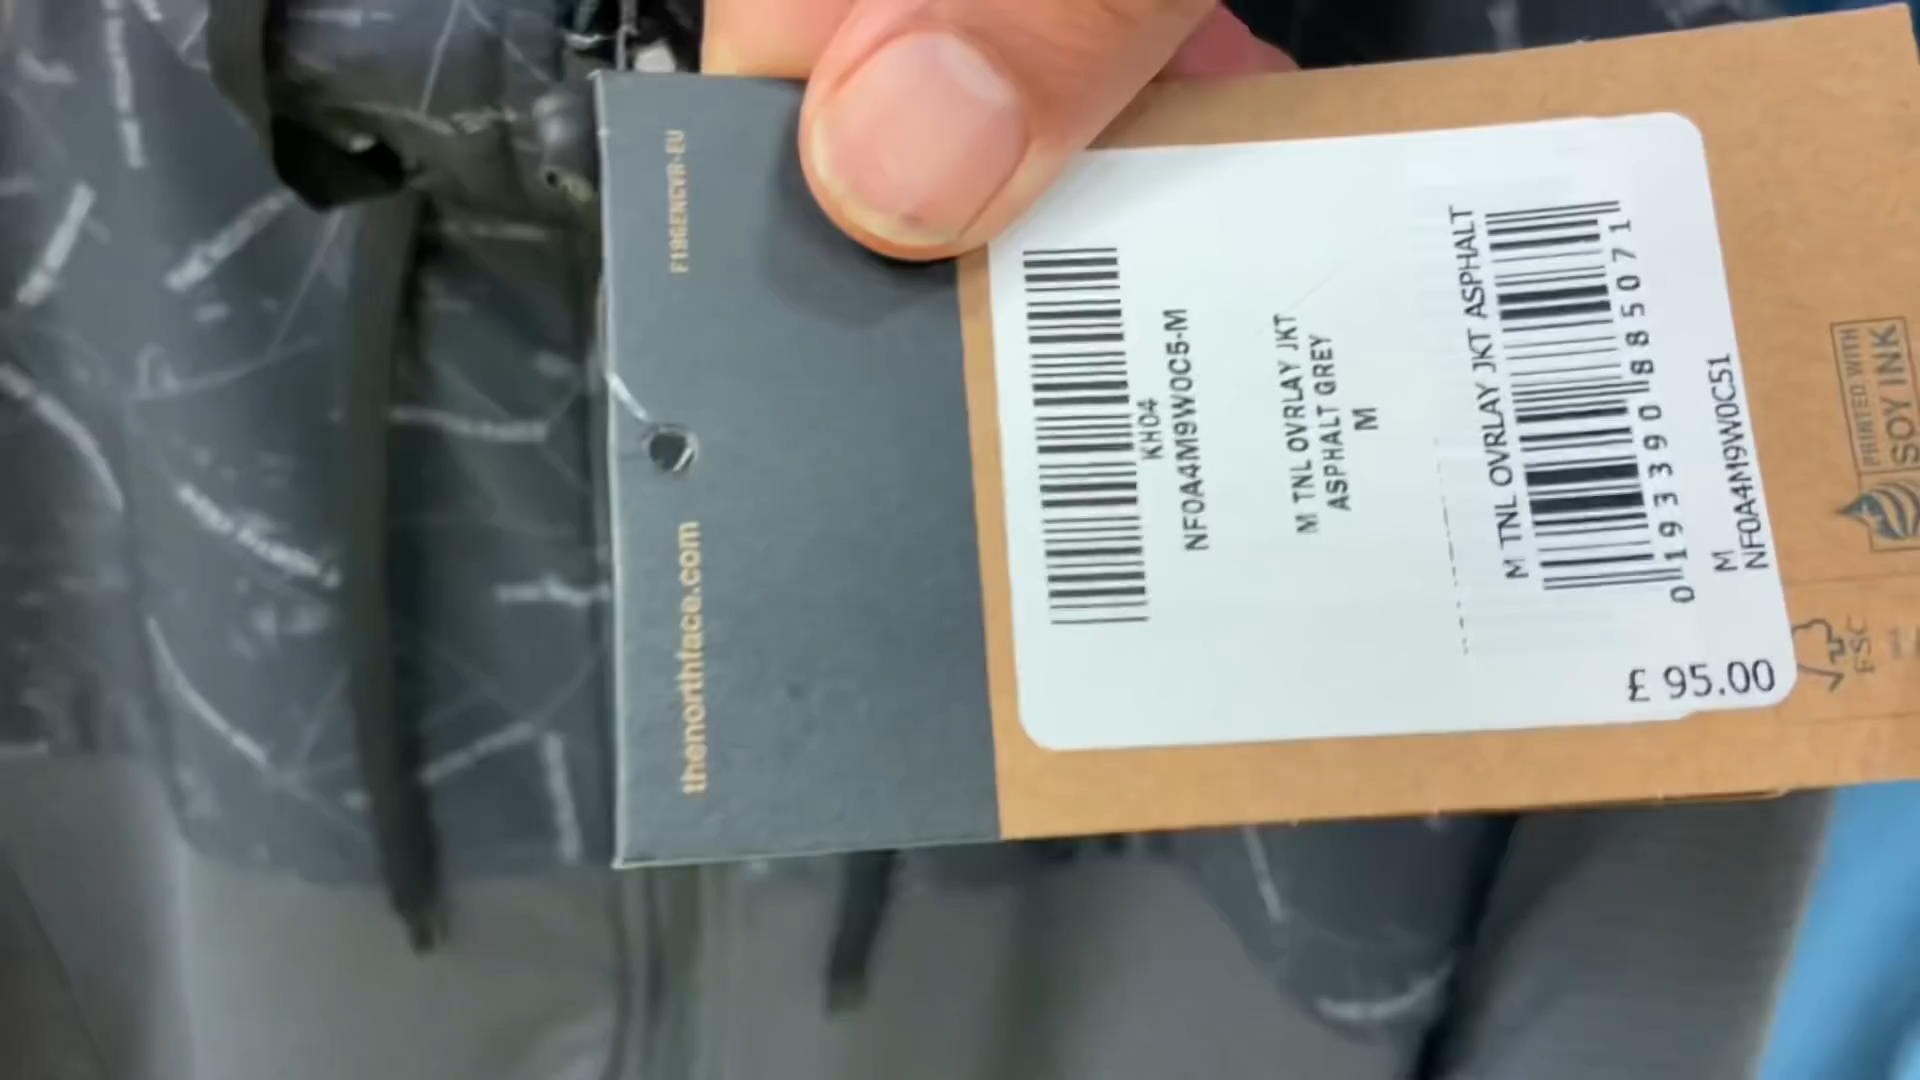 F19GENCVR-EU
thenorthface.com
KH04
NF0A4M9W0C5-M
M TNL OVRLAY JKT
ASPHALT GREY
M
M TNL OVRLAY JKT ASPHALT
0 193390 885071
M
NF0A4M9W0C51
£ 95.00
PRINTED WITH
SOY INK
FSC